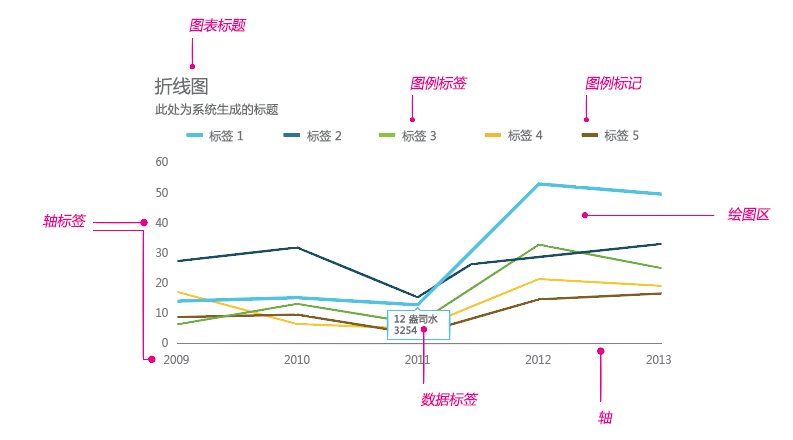 图表标题
折线图
此处为系统生成的标题
图例标签
图例标记
标签 1
标签 2
标签 3
标签 4
标签 5
60
50
40
30
20
10
0
轴标签
绘图区
12 盎司水
3254
2009
2010
2011
2012
2013
数据标签
轴